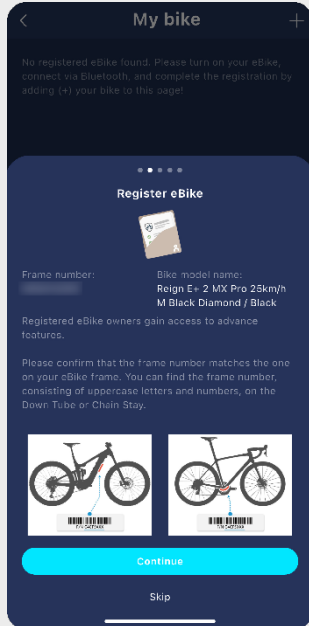 My bike
No registered eBike found. Please turn on your eBike,
connect via Bluetooth, and complete the registration by
adding (+) your bike to this page!
Register eBike
Frame number:
Bike model name:
Reign E+ 2 MX Pro 25km/h
M Black Diamond / Black
Registered eBike owners gain access to advance
features.
Please confirm that the frame number matches the one
on your eBike frame. You can find the frame number,
consisting of uppercase letters and numbers, on the
Down Tube or Chain Stay.
Continue
Skip